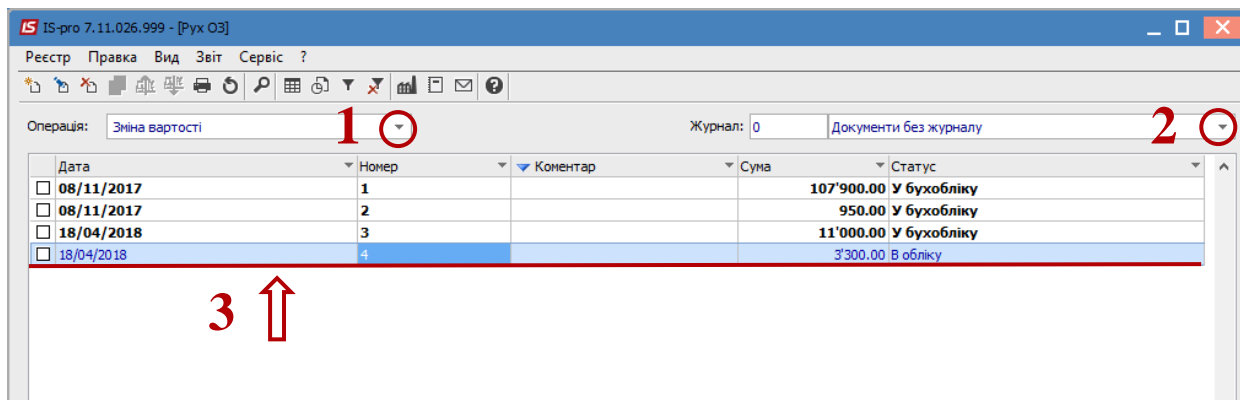 IS IS-pro 7.11.026.999 - [Рух ОЗ]
Реєстр Правка Вид Звіт Сервіс ?
Операція: Зміна вартості 1 Журнал: 0 Документи без журналу 2
Дата Номер Коментар Сума Статус
08/11/2017 1 107'900.00 У бухобліку
08/11/2017 2 950.00 У бухобліку
18/04/2018 3 11'000.00 У бухобліку
18/04/2018 4 3'300.00 В обліку
3